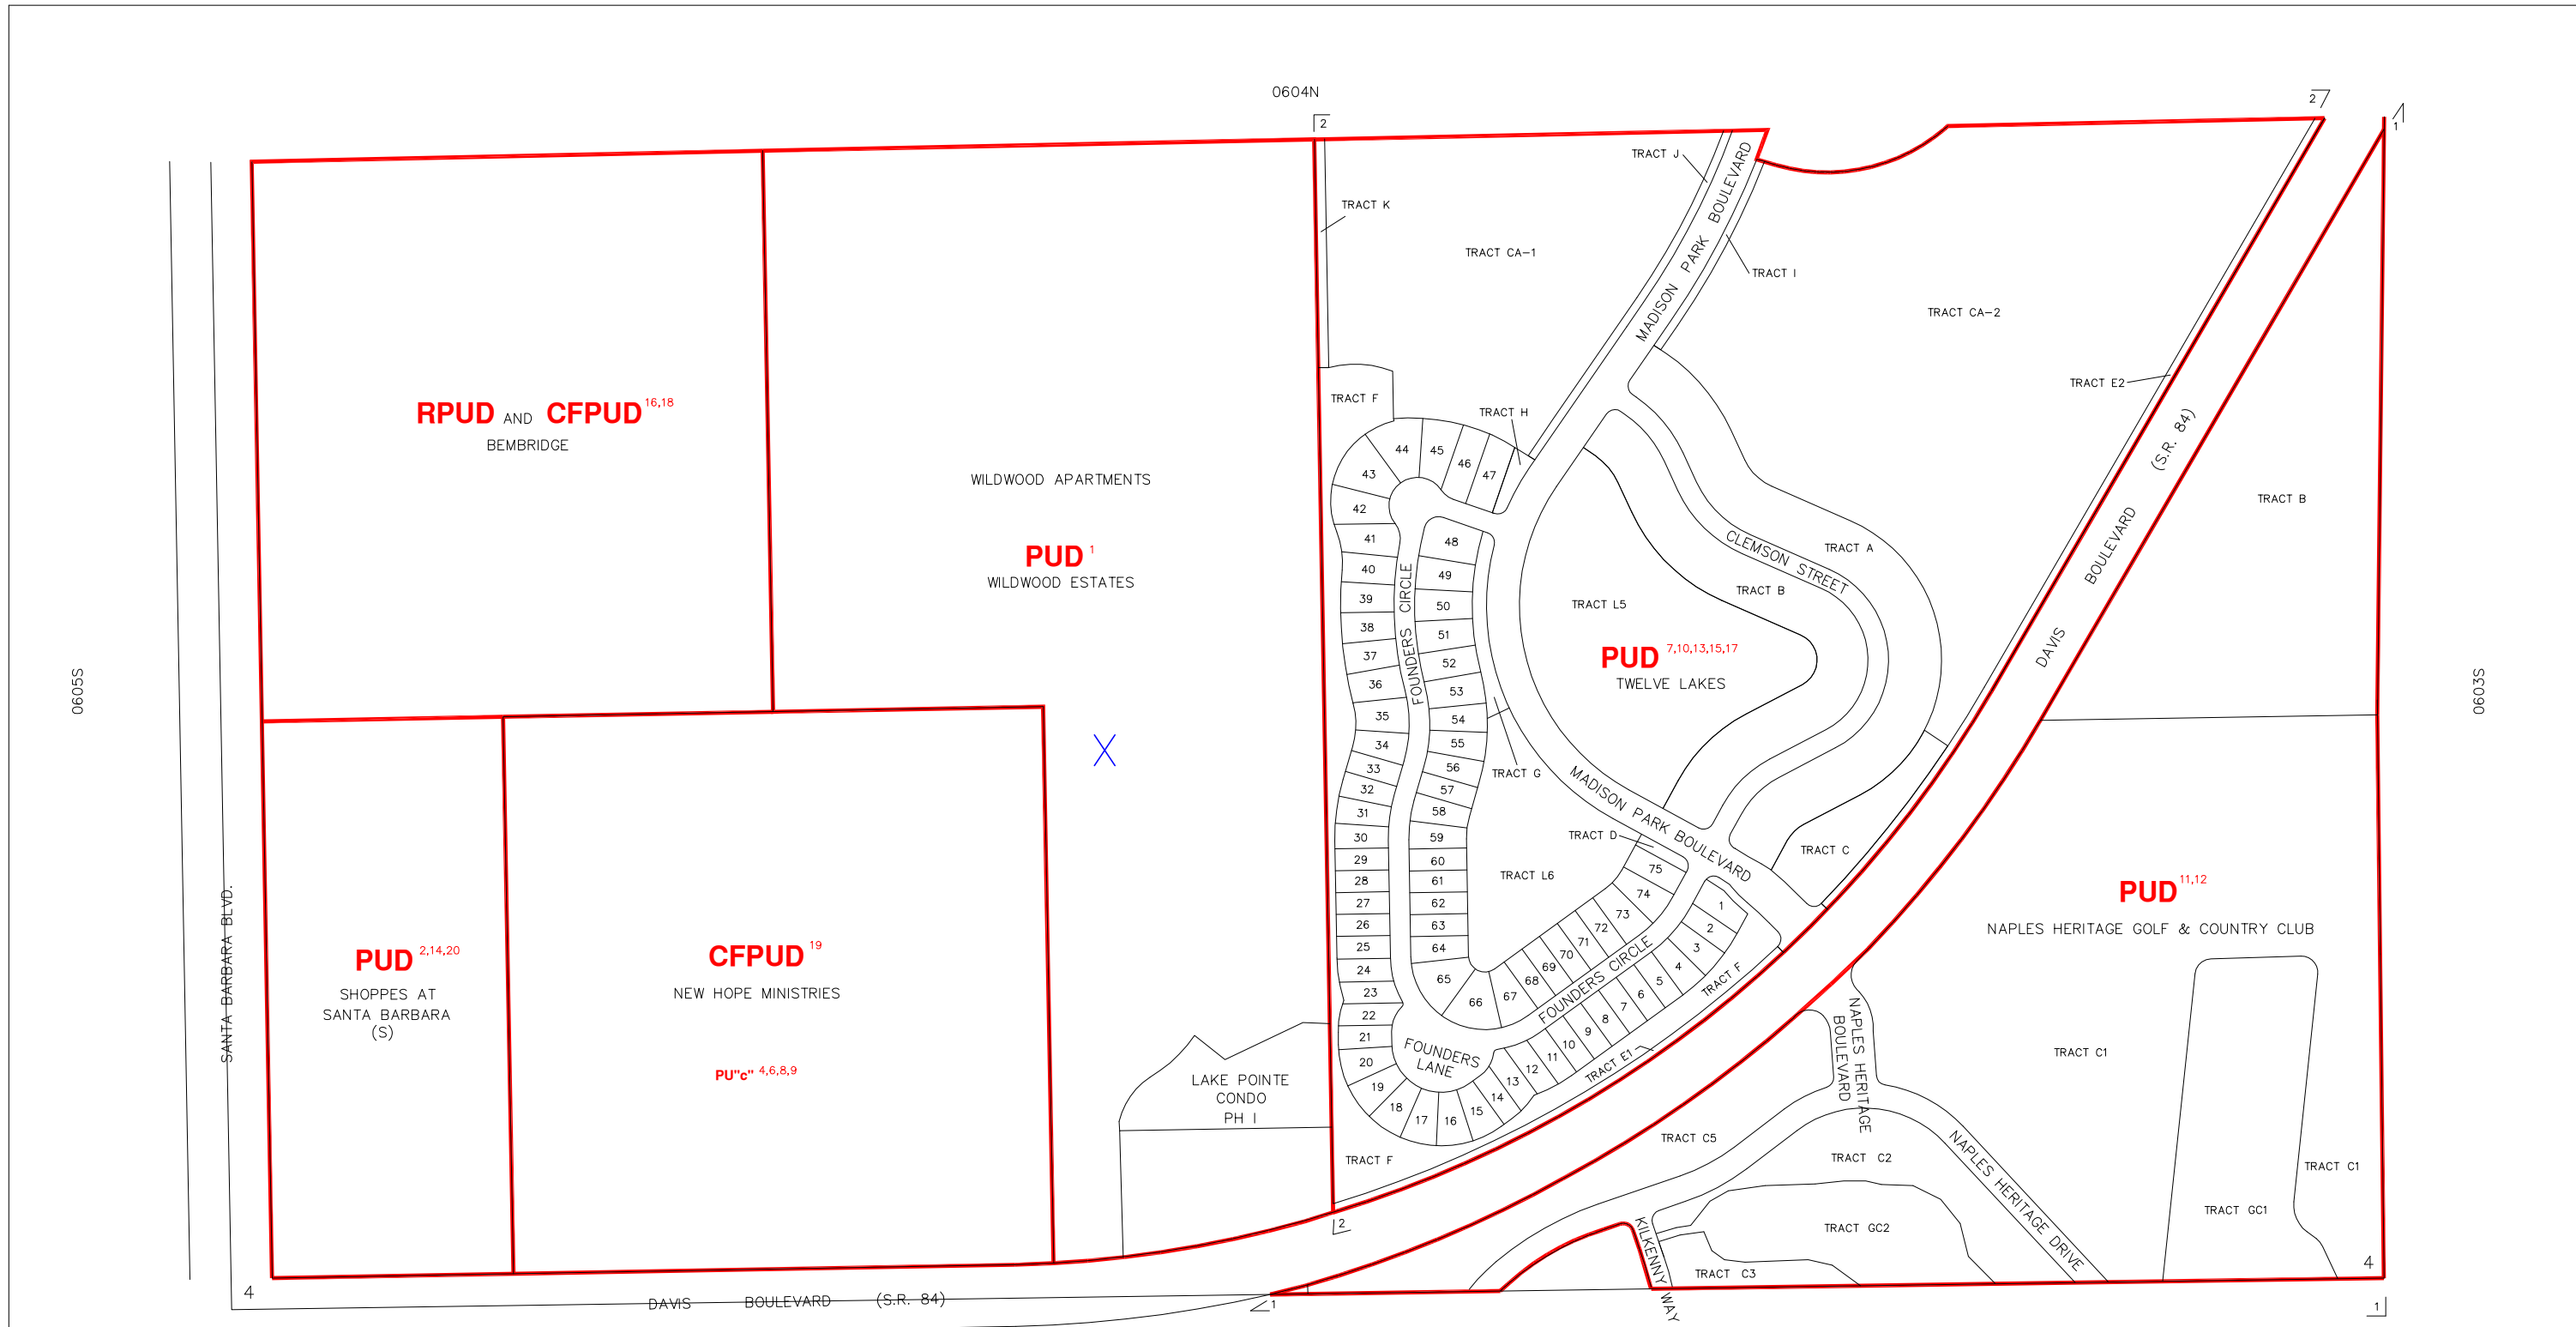 0604N
2
2
1
TRACT J
MADISON PARK BOULEVARD
TRACT K
TRACT CA-1
TRACT I
TRACT CA-2
TRACT E2
RPUD AND CFPUD 16,18
BEMBRIDGE
TRACT F
TRACT H
WILDWOOD APARTMENTS
PUD 1
WILDWOOD ESTATES
44
45
46
47
43
42
41
40
39
38
37
36
35
34
33
32
31
30
29
28
27
26
25
24
23
22
21
20
19
18
17
16
15
14
13
12
11
10
9
8
7
6
5
4
3
2
1
48
49
50
51
52
53
54
55
56
57
58
59
60
61
62
63
64
65
66
67
68
69
70
71
72
73
74
75
FOUNDERS CIRCLE
CLEMSON STREET
TRACT A
TRACT B
TRACT L5
PUD 7,10,13,15,17
TWELVE LAKES
DAVIS BOULEVARD (S.R. 84)
TRACT B
0605S
0603S
X
TRACT G
MADISON PARK BOULEVARD
TRACT D
TRACT C
TRACT L6
PUD 11,12
NAPLES HERITAGE GOLF & COUNTRY CLUB
SANTA BARBARA BLVD.
PUD 2,14,20
SHOPPES AT
SANTA BARBARA
(S)
CFPUD 19
NEW HOPE MINISTRIES
PU"c" 4,6,8,9
FOUNDERS CIRCLE
TRACT F
FOUNDERS
LANE
TRACT E1
LAKE POINTE
CONDO
PH I
TRACT F
NAPLES HERITAGE
BOULEVARD
TRACT C1
TRACT C5
TRACT C2
NAPLES HERITAGE DRIVE
TRACT C1
TRACT GC1
TRACT GC2
TRACT C3
KILKENNY WAY
2
4
4
1
1
DAVIS BOULEVARD (S.R. 84)